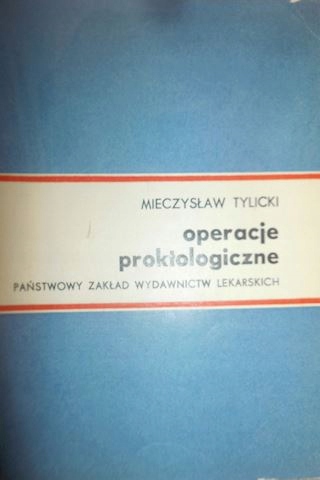 MIECZYSŁAW TYLICKI
operacje
proktologiczne
PAŃSTWOWY ZAKŁAD WYDAWNICTW LEKARSKICH